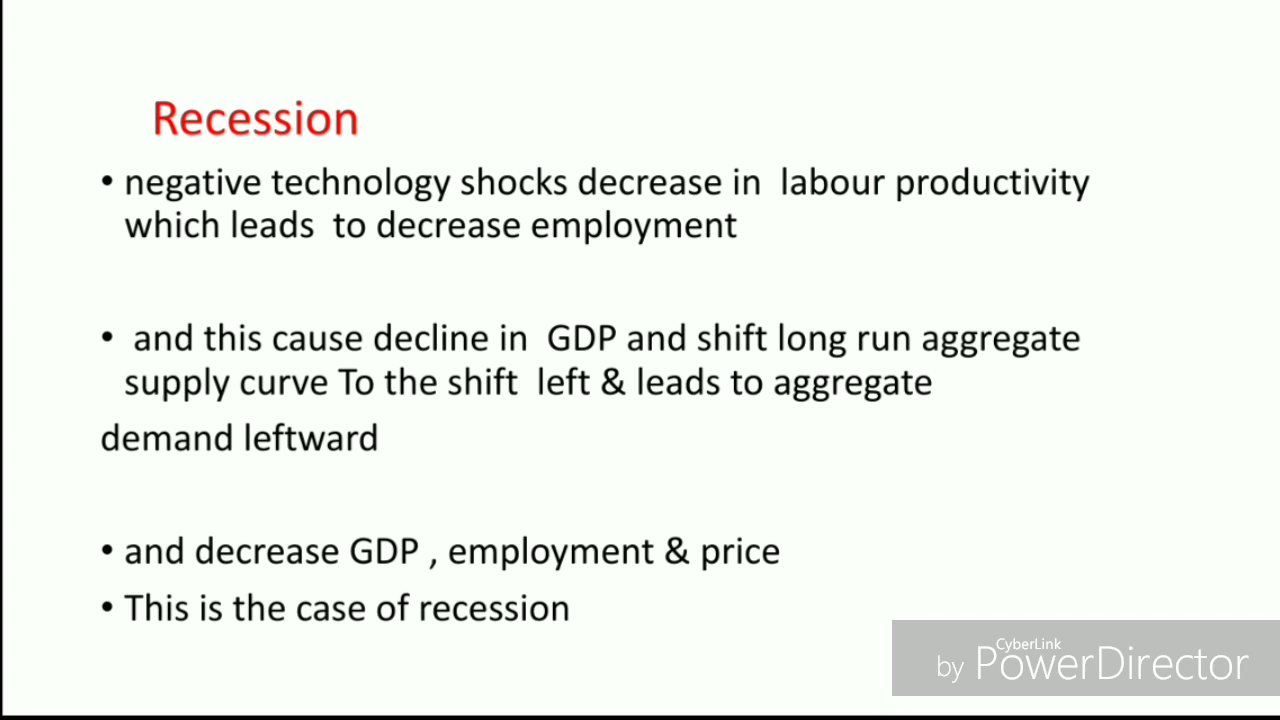 Recession
• negative technology shocks decrease in labour productivity
which leads to decrease employment
• and this cause decline in GDP and shift long run aggregate
supply curve To the shift left & leads to aggregate
demand leftward
• and decrease GDP , employment & price
• This is the case of recession
CyberLink
by PowerDirector